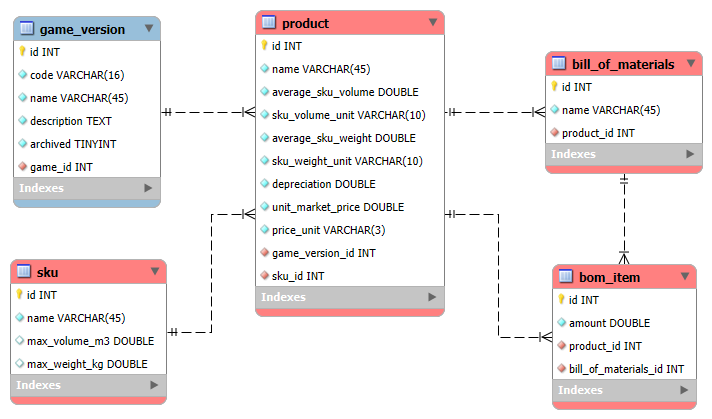 game_version
id INT
code VARCHAR(16)
name VARCHAR(45)
description TEXT
archived TINYINT
game_id INT
Indexes
product
id INT
name VARCHAR(45)
average_sku_volume DOUBLE
sku_volume_unit VARCHAR(10)
average_sku_weight DOUBLE
sku_weight_unit VARCHAR(10)
depreciation DOUBLE
unit_market_price DOUBLE
price_unit VARCHAR(3)
game_version_id INT
sku_id INT
Indexes
bill_of_materials
id INT
name VARCHAR(45)
product_id INT
Indexes
sku
id INT
name VARCHAR(45)
max_volume_m3 DOUBLE
max_weight_kg DOUBLE
Indexes
bom_item
id INT
amount DOUBLE
product_id INT
bill_of_materials_id INT
Indexes